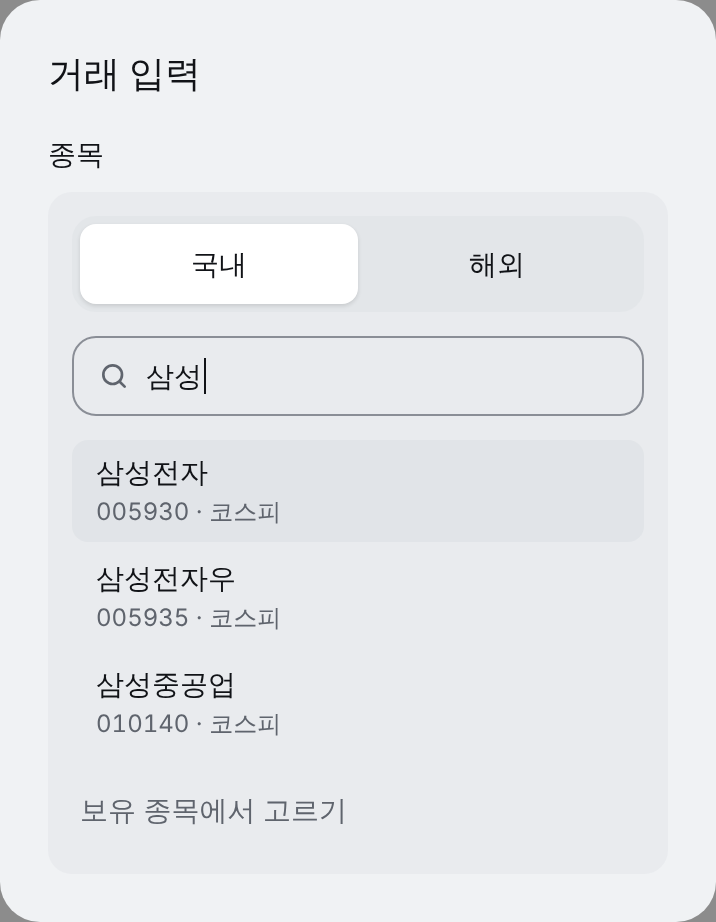 거래 입력
종목
국내 해외
삼성
삼성전자
005930 · 코스피
삼성전자우
005935 · 코스피
삼성중공업
010140 · 코스피
보유 종목에서 고르기